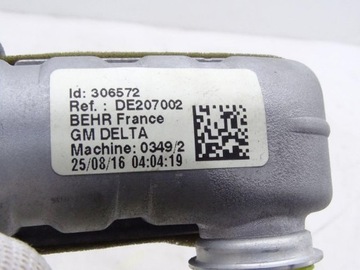 Id: 306572
Ref. : DE207002
BEHR France
GM DELTA
Machine: 0349/2
25/08/16 04:04:19